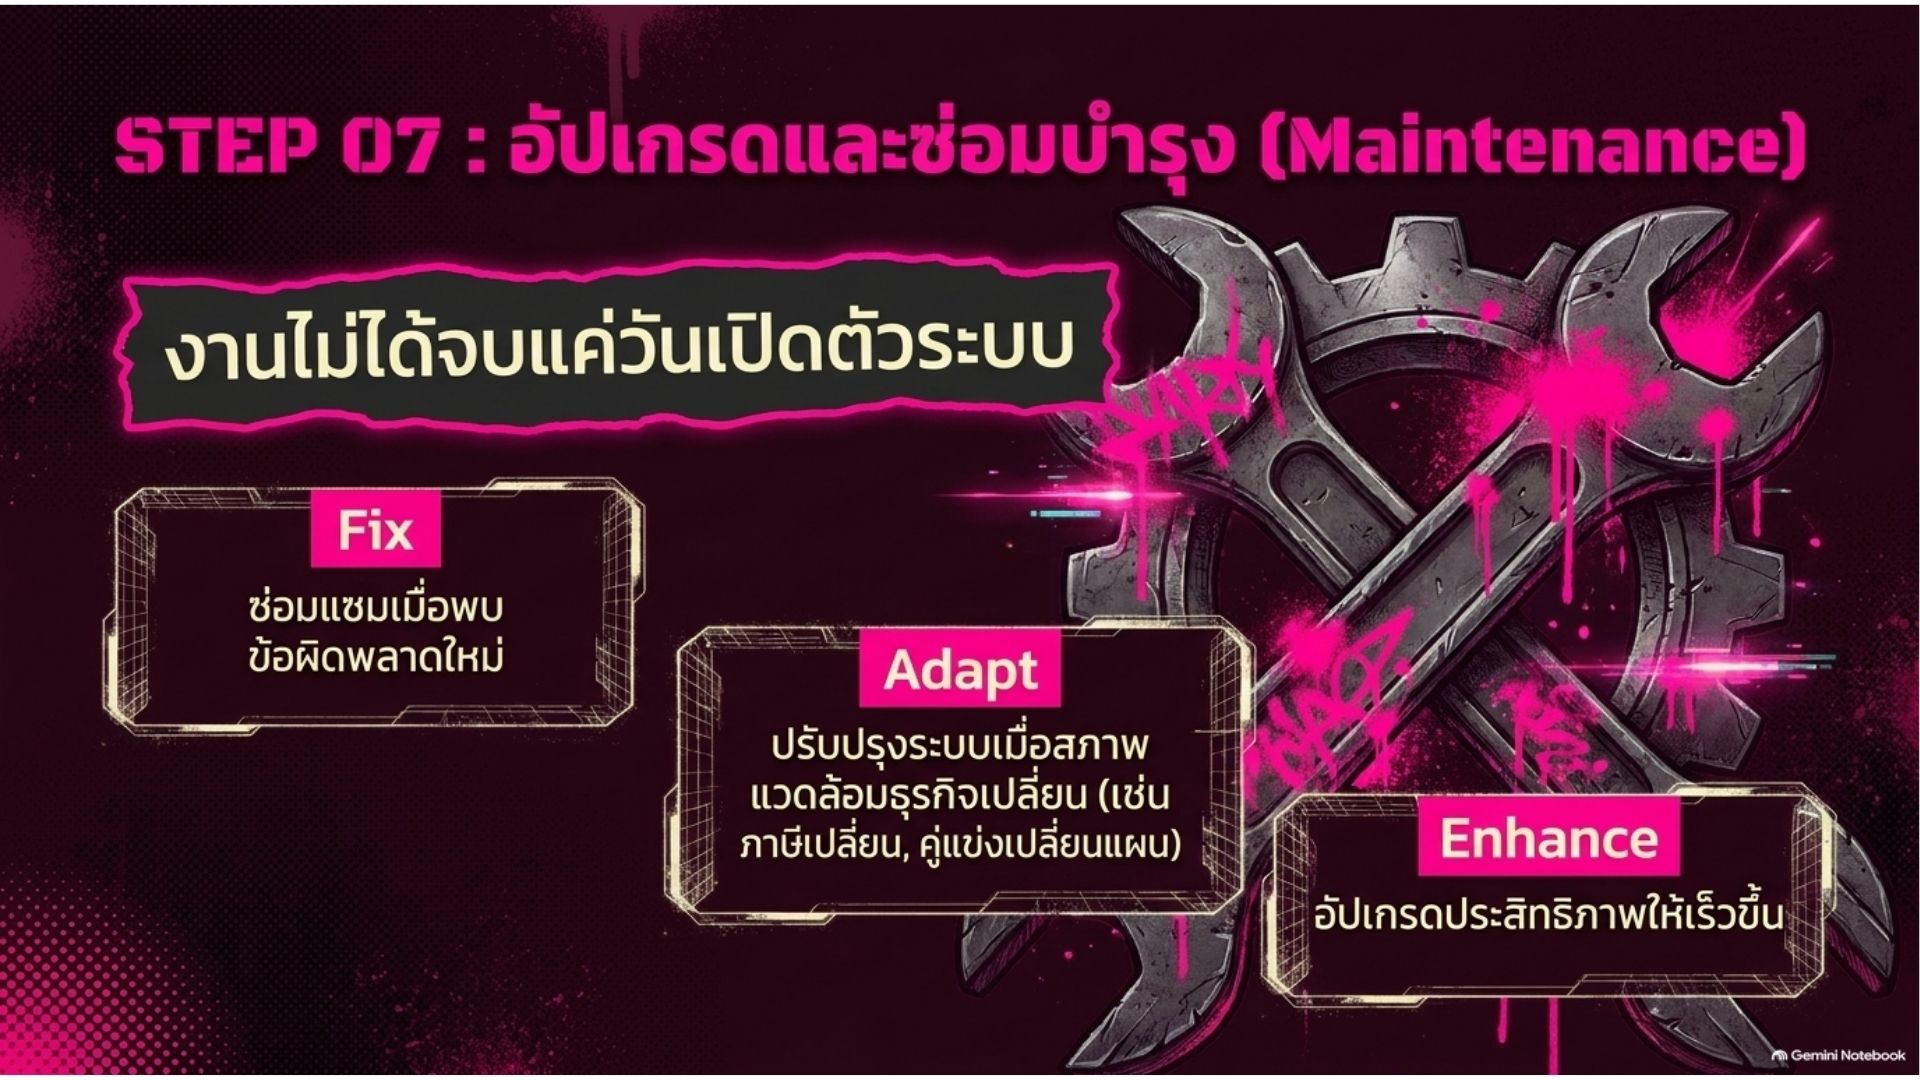 STEP 07 : อัปเกรดและซ่อมบำรุง (Maintenance)
งานไม่ได้จบแค่วันเปิดตัวระบบ
Fix
ซ่อมแซมเมื่อพบ
ข้อผิดพลาดใหม่
Adapt
ปรับปรุงระบบเมื่อสภาพ
แวดล้อมธุรกิจเปลี่ยน (เช่น
ภาษีเปลี่ยน, คู่แข่งเปลี่ยนแผน)
Enhance
อัปเกรดประสิทธิภาพให้เร็วขึ้น
Gemini Notebook